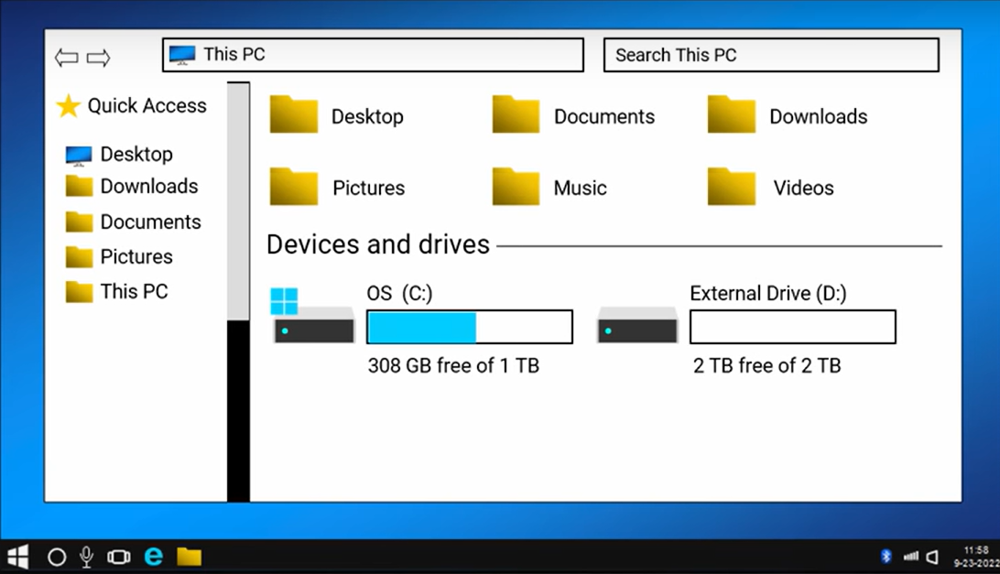 This PC
Search This PC
Quick Access
Desktop
Downloads
Documents
Pictures
This PC
Desktop
Documents
Downloads
Pictures
Music
Videos
Devices and drives
OS (C:)
External Drive (D:)
308 GB free of 1 TB
2 TB free of 2 TB
11:58
9-23-2022